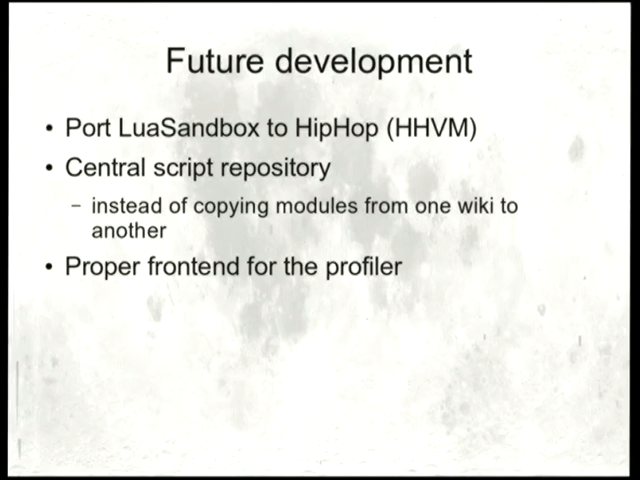 Future development
• Port LuaSandbox to HipHop (HHVM)
• Central script repository
– instead of copying modules from one wiki to
another
• Proper frontend for the profiler